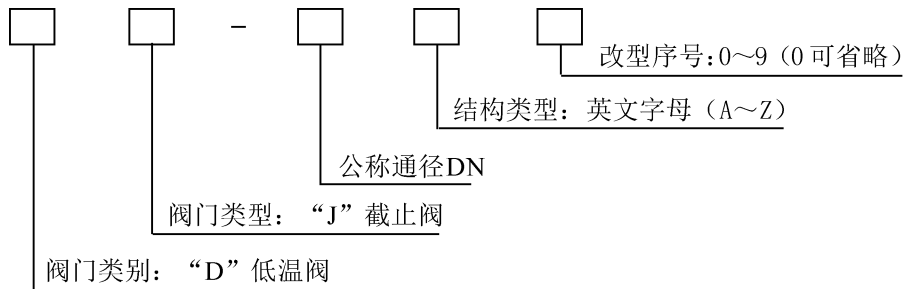 -
改型序号:0～9（0可省略）
结构类型：英文字母（A～Z）
公称通径DN
阀门类型：“J”截止阀
阀门类别：“D”低温阀